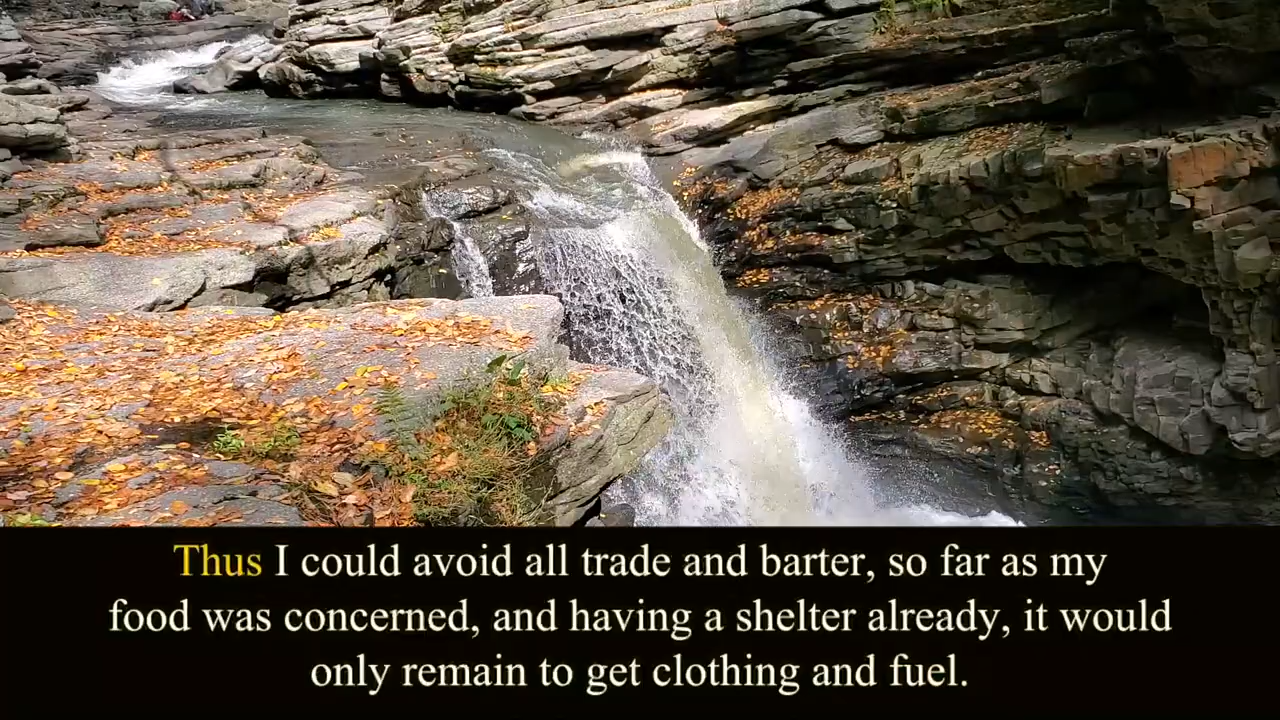 Thus I could avoid all trade and barter, so far as my
food was concerned, and having a shelter already, it would
only remain to get clothing and fuel.